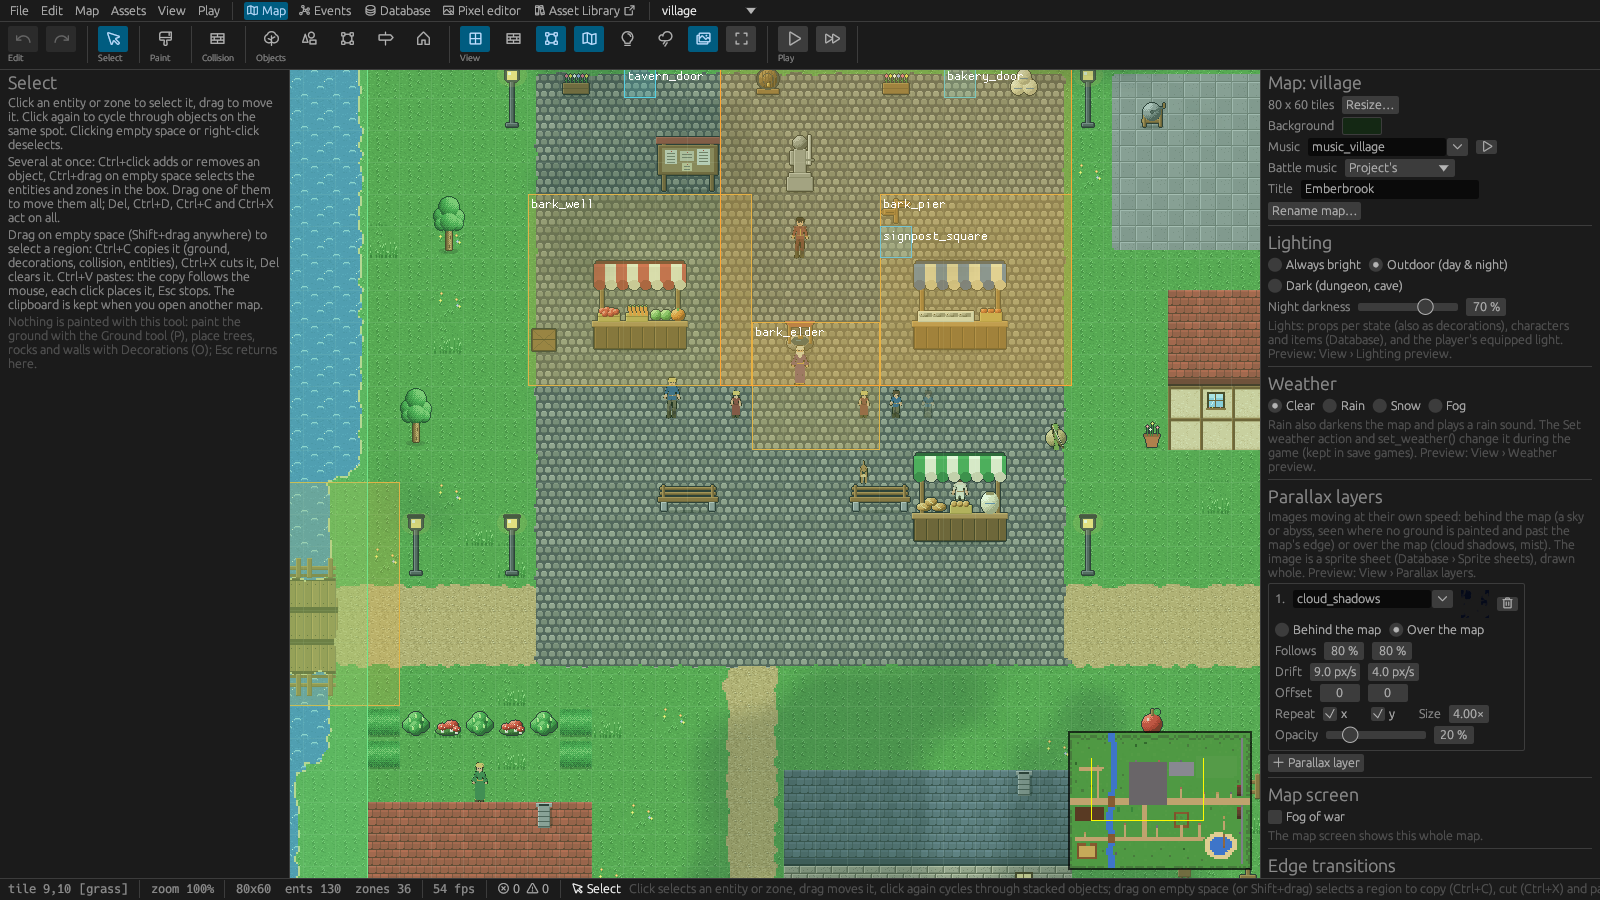 File Edit Map Assets View Play Map Events Database Pixel editor Asset Library village
Edit Select Paint Collision Objects View Play
Select
Click an entity or zone to select it, drag to move
it. Click again to cycle through objects on the
same spot. Clicking empty space or right-click
deselects.
Several at once: Ctrl+click adds or removes an
object, Ctrl+drag on empty space selects the
entities and zones in the box. Drag one of them
to move them all; Del, Ctrl+D, Ctrl+C and Ctrl+X
act on all.
Drag on empty space (Shift+drag anywhere) to
select a region: Ctrl+C copies it (ground,
decorations, collision, entities), Ctrl+X cuts it, Del
clears it. Ctrl+V pastes: the copy follows the
mouse, each click places it, Esc stops. The
clipboard is kept when you open another map.
Nothing is painted with this tool: paint the
ground with the Ground tool (P), place trees,
rocks and walls with Decorations (O); Esc returns
here.
tavern_door
bakery_door
bark_well
bark_pier
signpost_square
bark_elder
Map: village
80 x 60 tiles Resize...
Background
Music music_village
Battle music Project's
Title Emberbrook
Rename map...
Lighting
Always bright Outdoor (day & night)
Dark (dungeon, cave)
Night darkness 70 %
Lights: props per state (also as decorations), characters
and items (Database), and the player's equipped light.
Preview: View › Lighting preview.
Weather
Clear Rain Snow Fog
Rain also darkens the map and plays a rain sound. The Set
weather action and set_weather() change it during the
game (kept in save games). Preview: View › Weather
preview.
Parallax layers
Images moving at their own speed: behind the map (a sky
or abyss, seen where no ground is painted and past the
map's edge) or over the map (cloud shadows, mist). The
image is a sprite sheet (Database › Sprite sheets), drawn
whole. Preview: View › Parallax layers.
1. cloud_shadows
Behind the map Over the map
Follows 80 % 80 %
Drift 9.0 px/s 4.0 px/s
Offset 0 0
Repeat x y Size 4.00×
Opacity 20 %
+ Parallax layer
Map screen
Fog of war
The map screen shows this whole map.
Edge transitions
tile 9,10 [grass] zoom 100% 80x60 ents 130 zones 36 54 fps 0 0 Select Click selects an entity or zone, drag moves it, click again cycles through stacked objects; drag on empty space (or Shift+drag) selects a region to copy (Ctrl+C), cut (Ctrl+X) and